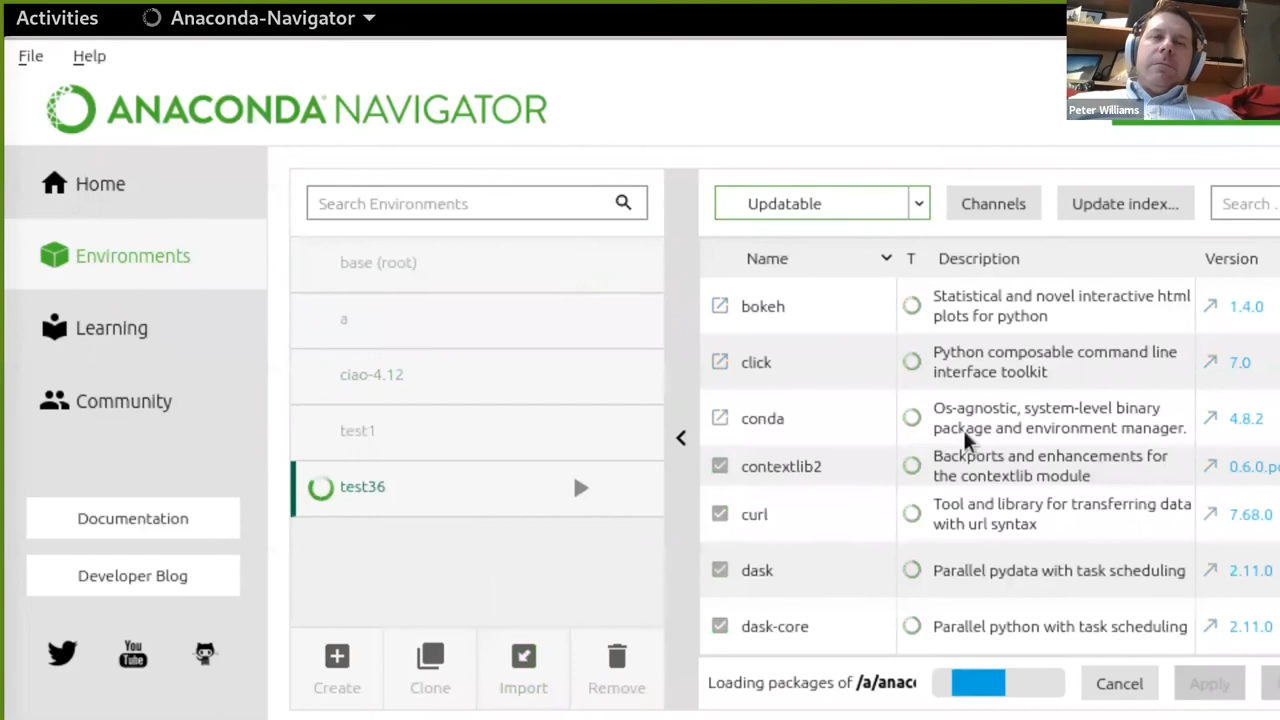 Activities
Anaconda-Navigator
File
Help
ANACONDA NAVIGATOR
Peter Williams
Home
Environments
Learning
Community
Documentation
Developer Blog
You
Tube
Search Environments
base (root)
a
ciao-4.12
test1
test36
Create
Clone
Import
Remove
Updatable
Channels
Update index...
Search .
Name
T
Description
Version
bokeh
Statistical and novel interactive html
plots for python
1.4.0
click
Python composable command line
interface toolkit
7.0
conda
Os-agnostic, system-level binary
package and environment manager.
4.8.2
contextlib2
Backports and enhancements for
the contextlib module
0.6.0.po
curl
Tool and library for transferring data
with url syntax
7.68.0
dask
Parallel pydata with task scheduling
2.11.0
dask-core
Parallel python with task scheduling
2.11.0
Loading packages of /a/anac
Cancel
Apply